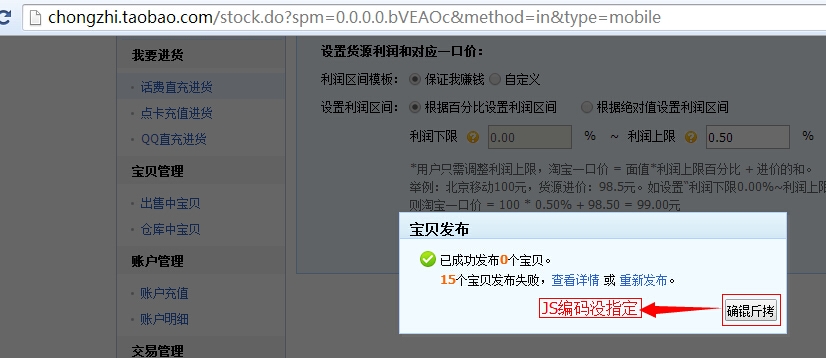 chongzhi.taobao.com/stock.do?spm=0.0.0.0.bVEAOc&method=in&type=mobile
我要进货
话费直充进货
点卡充值进货
QQ直充进货
宝贝管理
出售中宝贝
仓库中宝贝
账户管理
账户充值
账户明细
交易管理
设置货源利润和对应一口价：
利润区间模板： 保证我赚钱 自定义
设置利润区间： 根据百分比设置利润区间 根据绝对值设置利润区间
利润下限 ? 0.00 % ~ 利润上限 ? 0.50 %
*用户只需调整利润上限，淘宝一口价 = 面值*利润上限百分比 + 进价的和。
举例：北京移动100元，货源进价：98.5元。如设置"利润下限0.00%~利润上限
则淘宝一口价 = 100 * 0.50% + 98.50 = 99.00元
宝贝发布
已成功发布0个宝贝。
15个宝贝发布失败，查看详情 或 重新发布。
JS编码没指定
确锟斤拷